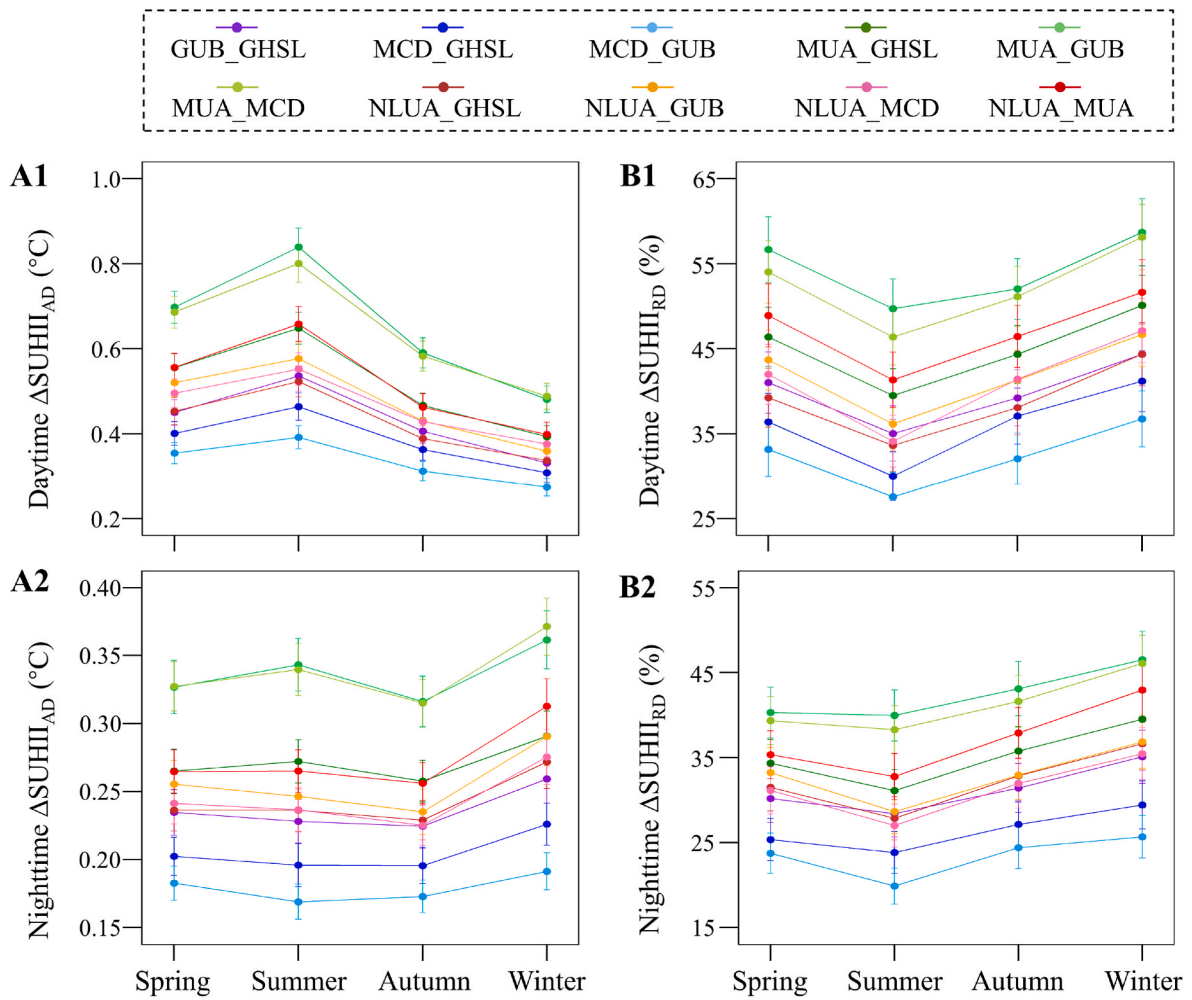 GUB_GHSL MCD_GHSL MCD_GUB MUA_GHSL MUA_GUB
MUA_MCD NLUA_GHSL NLUA_GUB NLUA_MCD NLUA_MUA
A1
Daytime ΔSUHII_AD (°C)
1.0
0.8
0.6
0.4
0.2
B1
Daytime ΔSUHII_RD (%)
65
55
45
35
25
A2
Nighttime ΔSUHII_AD (°C)
0.40
0.35
0.30
0.25
0.20
0.15
Spring Summer Autumn Winter
B2
Nighttime ΔSUHII_RD (%)
55
45
35
25
15
Spring Summer Autumn Winter